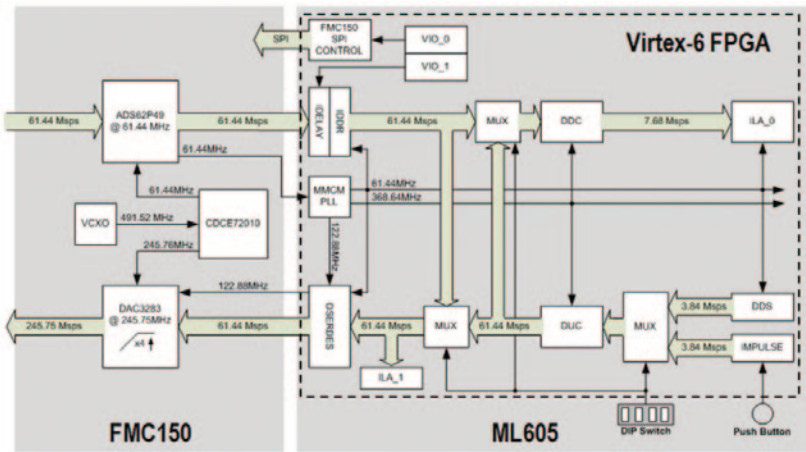 SPI
FMC150
SPI
CONTROL
VIO_0
VIO_1
Virtex-6 FPGA
61.44 Msps
ADS62P49
@ 61.44 MHz
61.44 Msps
IDELAY
IDDR
61.44 Msps
MUX
DDC
7.68 Msps
ILA_0
61.44MHz
61.44MHz
MMCM
PLL
61.44MHz
368.64MHz
VCXO
491.52 MHz
CDCE72010
245.76MHz
122.88MHz
122.88MHz
245.75 Msps
DAC3283
@ 245.75MHz
x4
61.44 Msps
OSERDES
61.44 Msps
MUX
61.44 Msps
DUC
MUX
3.84 Msps
DDS
3.84 Msps
IMPULSE
ILA_1
FMC150
ML605
DIP Switch
Push Button